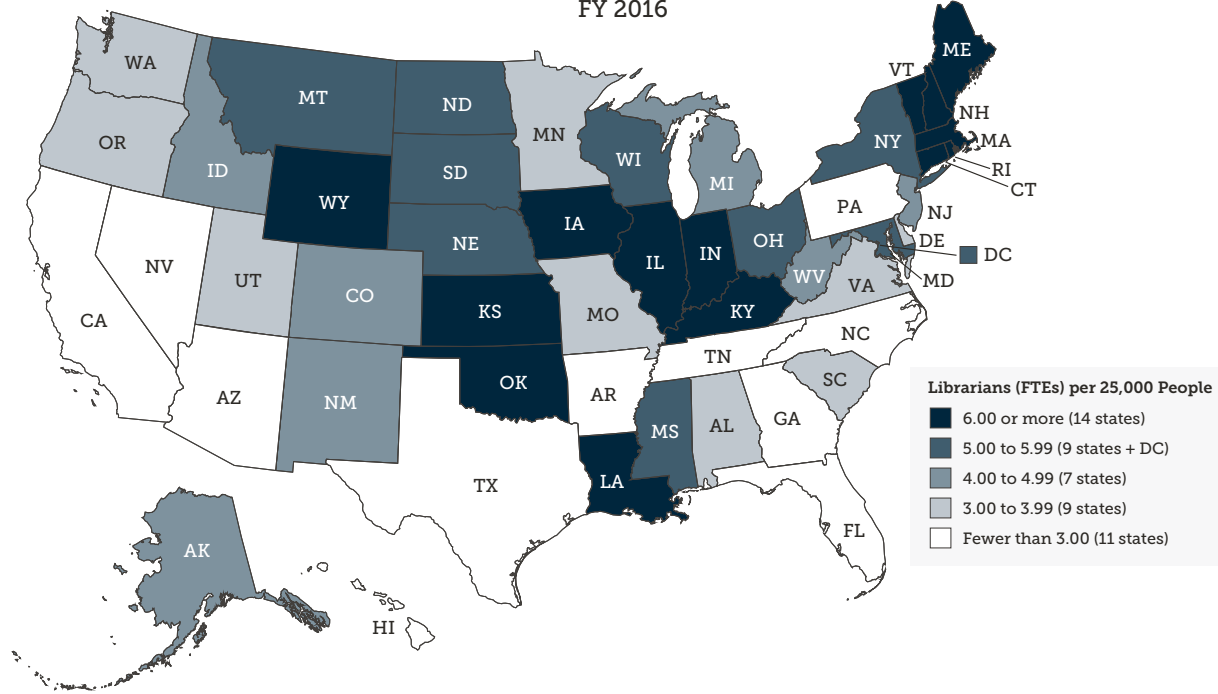 FY 2016
ME
WA
VT
MT
ND
NH
MN
OR
NY
MA
WI
ID
SD
RI
MI
CT
WY
PA
NJ
IA
NE
OH
DE
DC
IN
IL
NV
WV
UT
MD
VA
CO
KS
KY
MO
CA
NC
TN
OK
SC
AZ
AR
NM
GA
AL
MS
LA
TX
FL
AK
HI
Librarians (FTEs) per 25,000 People
6.00 or more (14 states)
5.00 to 5.99 (9 states + DC)
4.00 to 4.99 (7 states)
3.00 to 3.99 (9 states)
Fewer than 3.00 (11 states)